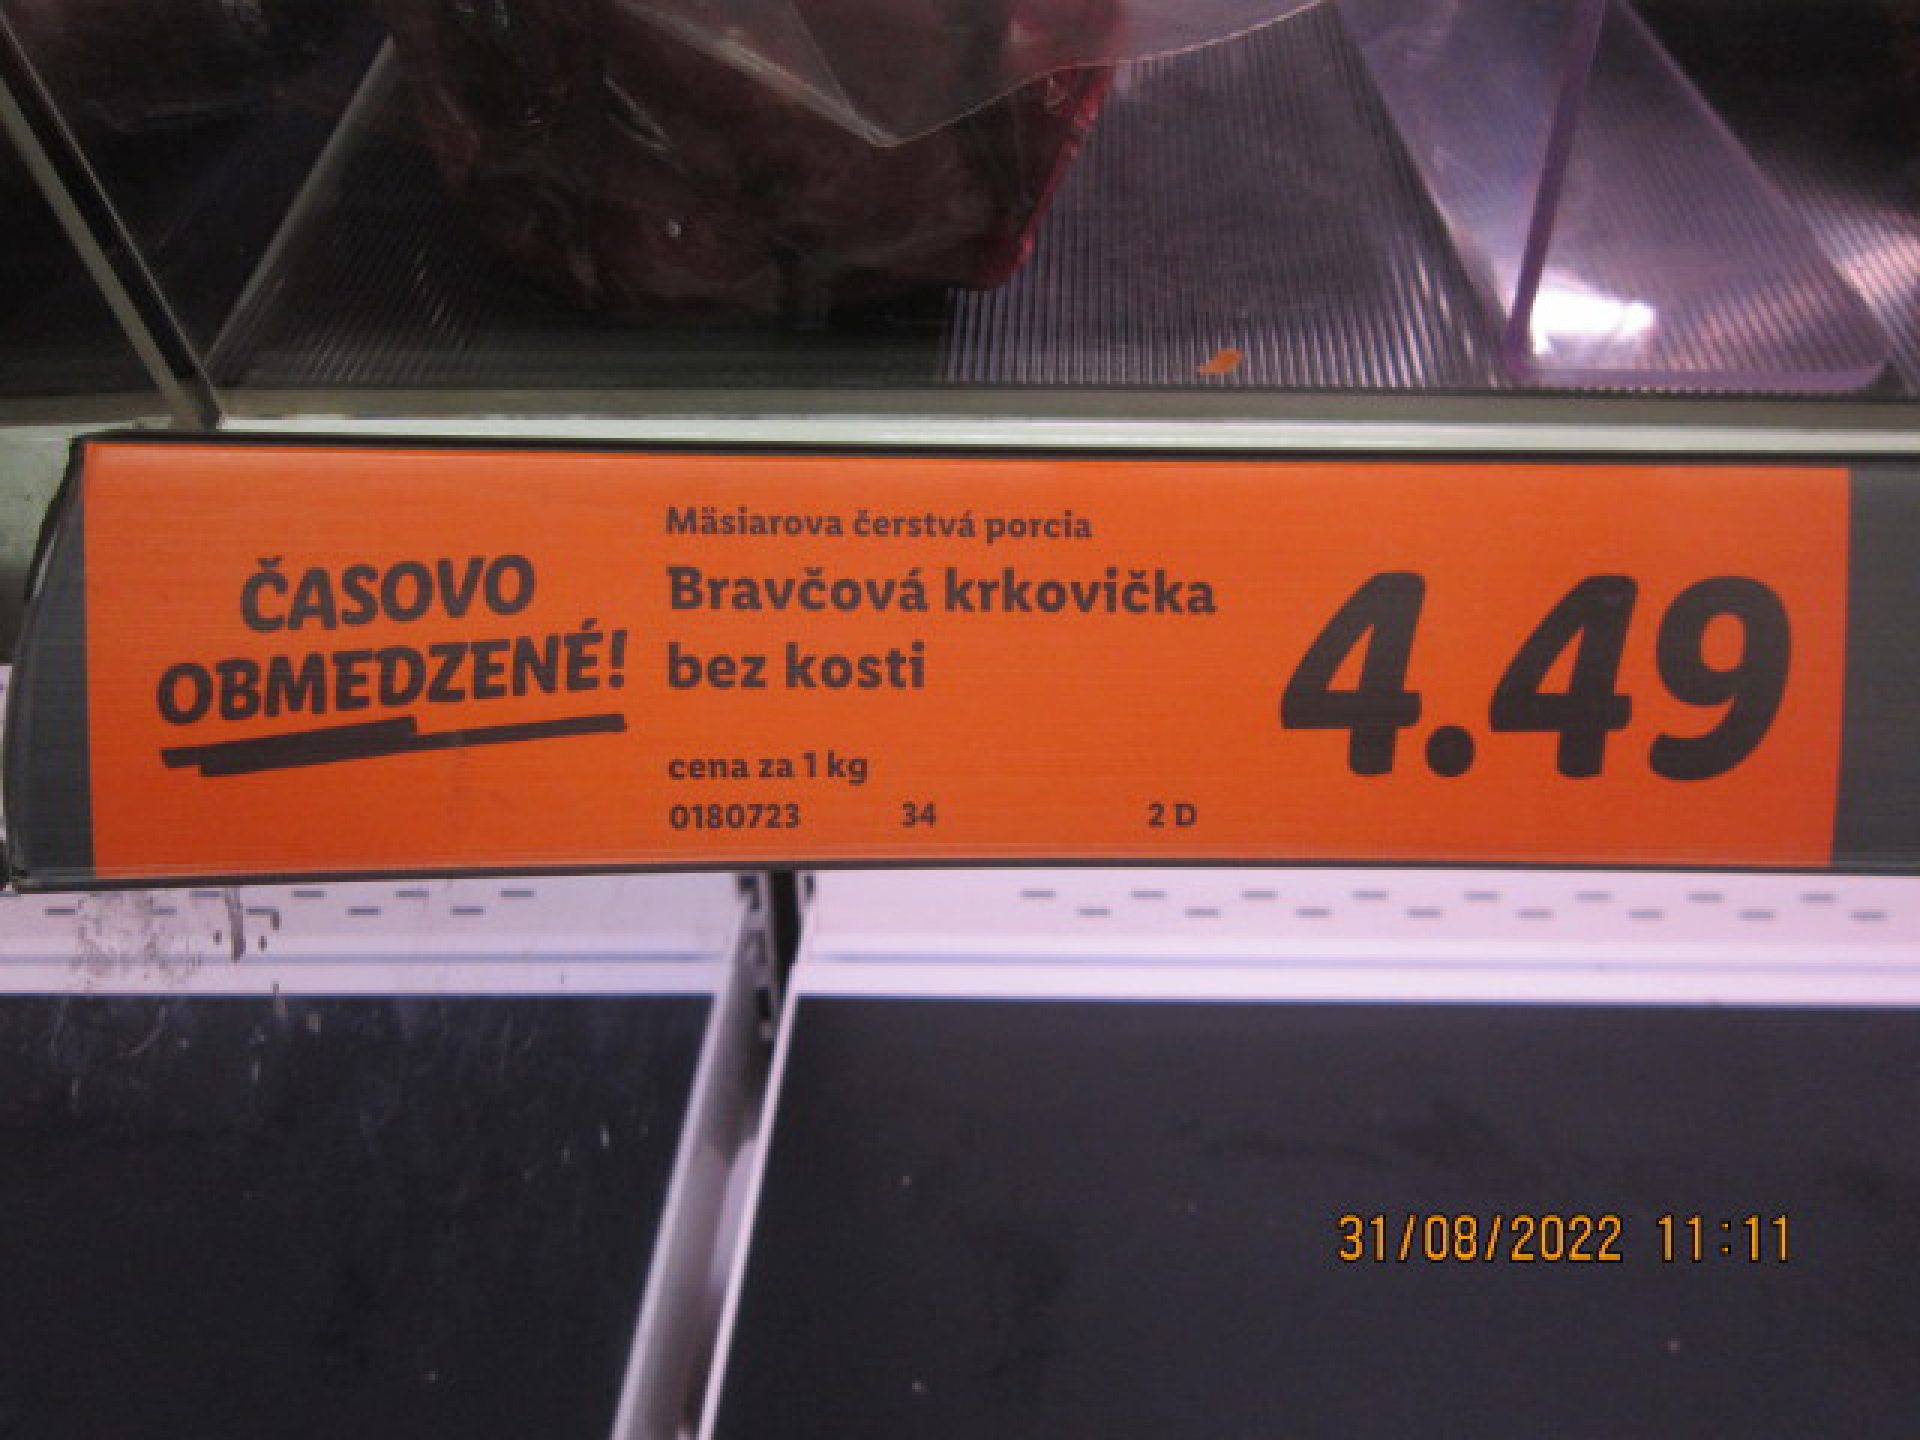 ČASOVO
OBMEDZENÉ!
Mäsiarova čerstvá porcia
Bravčová krkovička
bez kosti
cena za 1 kg
0180723 34 2 D
4.49
31/08/2022 11:11